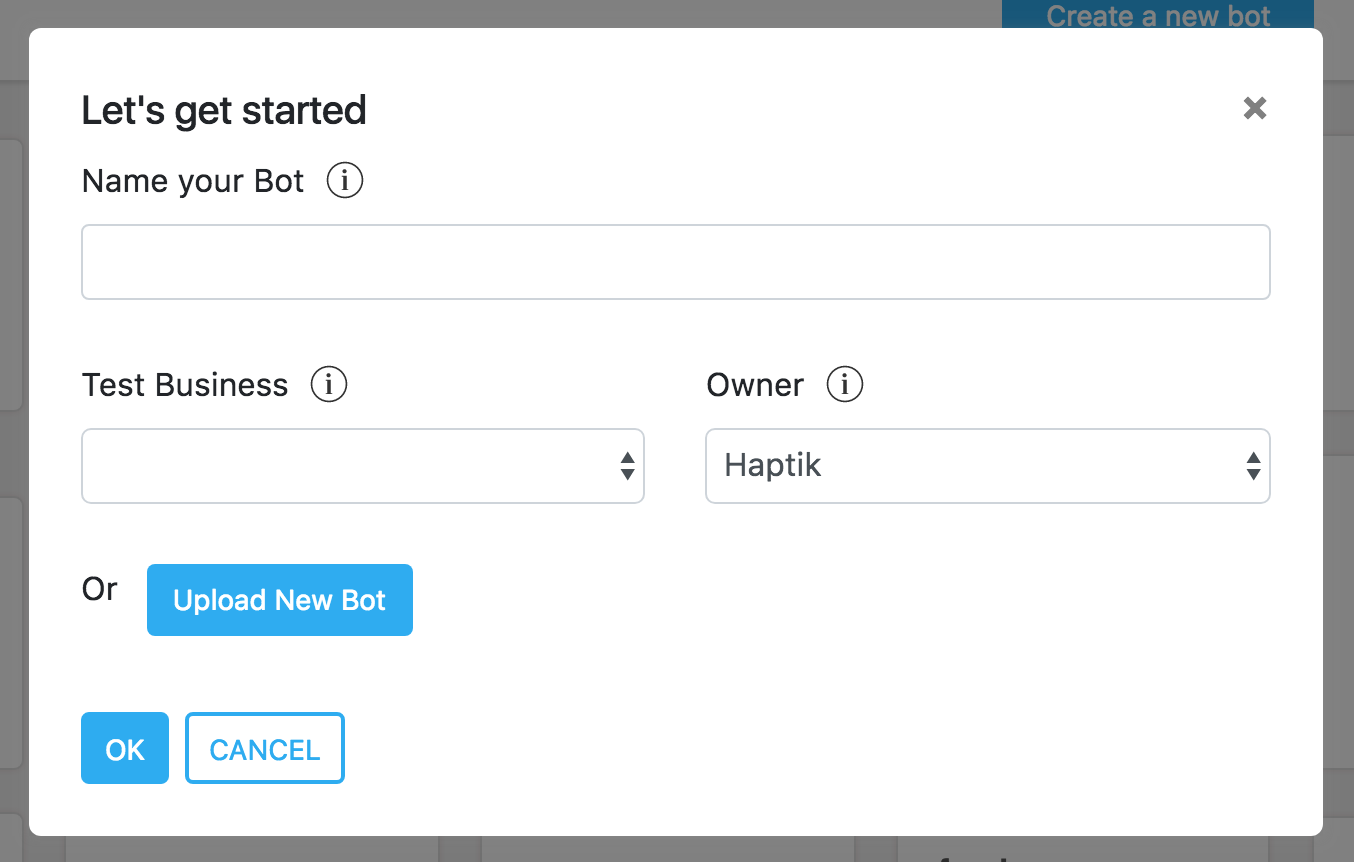 Create a new bot
Let's get started
Name your Bot
Test Business
Owner
Haptik
Or
Upload New Bot
OK
CANCEL